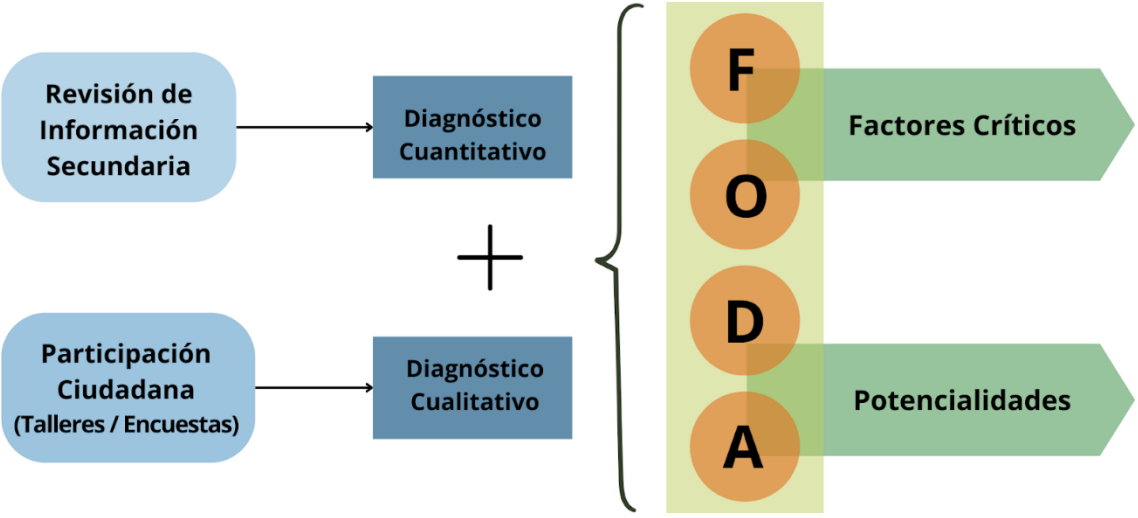 Revisión de
Información
Secundaria
Diagnóstico
Cuantitativo
+
Participación
Ciudadana
(Talleres / Encuestas)
Diagnóstico
Cualitativo
F
O
D
A
Factores Críticos
Potencialidades